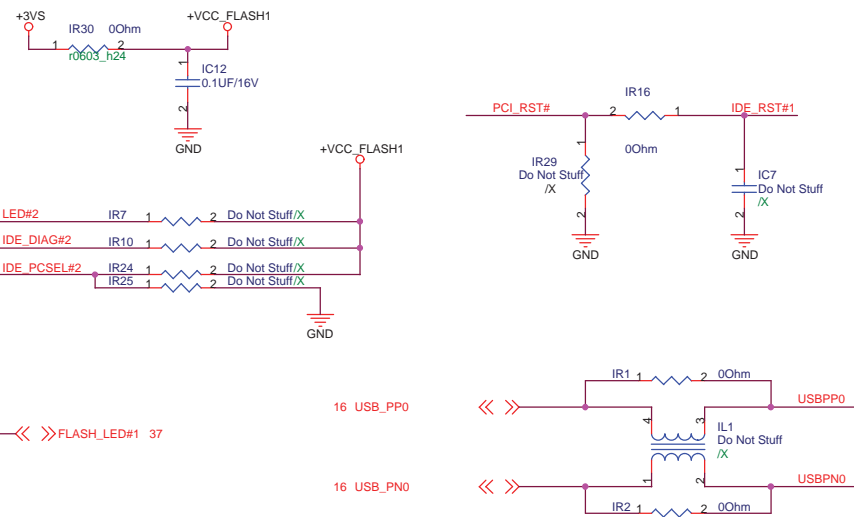 +3VS IR30 0Ohm +VCC_FLASH1
1 2
r0603_h24
1
IC12
0.1UF/16V
2
GND
+VCC_FLASH1
LED#2 IR7 1 2 Do Not Stuff/X
IDE_DIAG#2 IR10 1 2 Do Not Stuff/X
IDE_PCSEL#2 IR24 1 2 Do Not Stuff/X
IR25 1 2 Do Not Stuff/X
GND
FLASH_LED#1 37
IR16
PCI_RST# 2 1 IDE_RST#1
0Ohm
1
IR29
Do Not Stuff
/X
2
GND
1
IC7
Do Not Stuff
/X
2
GND
IR1 1 2 0Ohm
16 USB_PP0 USBPP0
4 3
IL1
Do Not Stuff
/X
1 2
16 USB_PN0 USBPN0
IR2 1 2 0Ohm